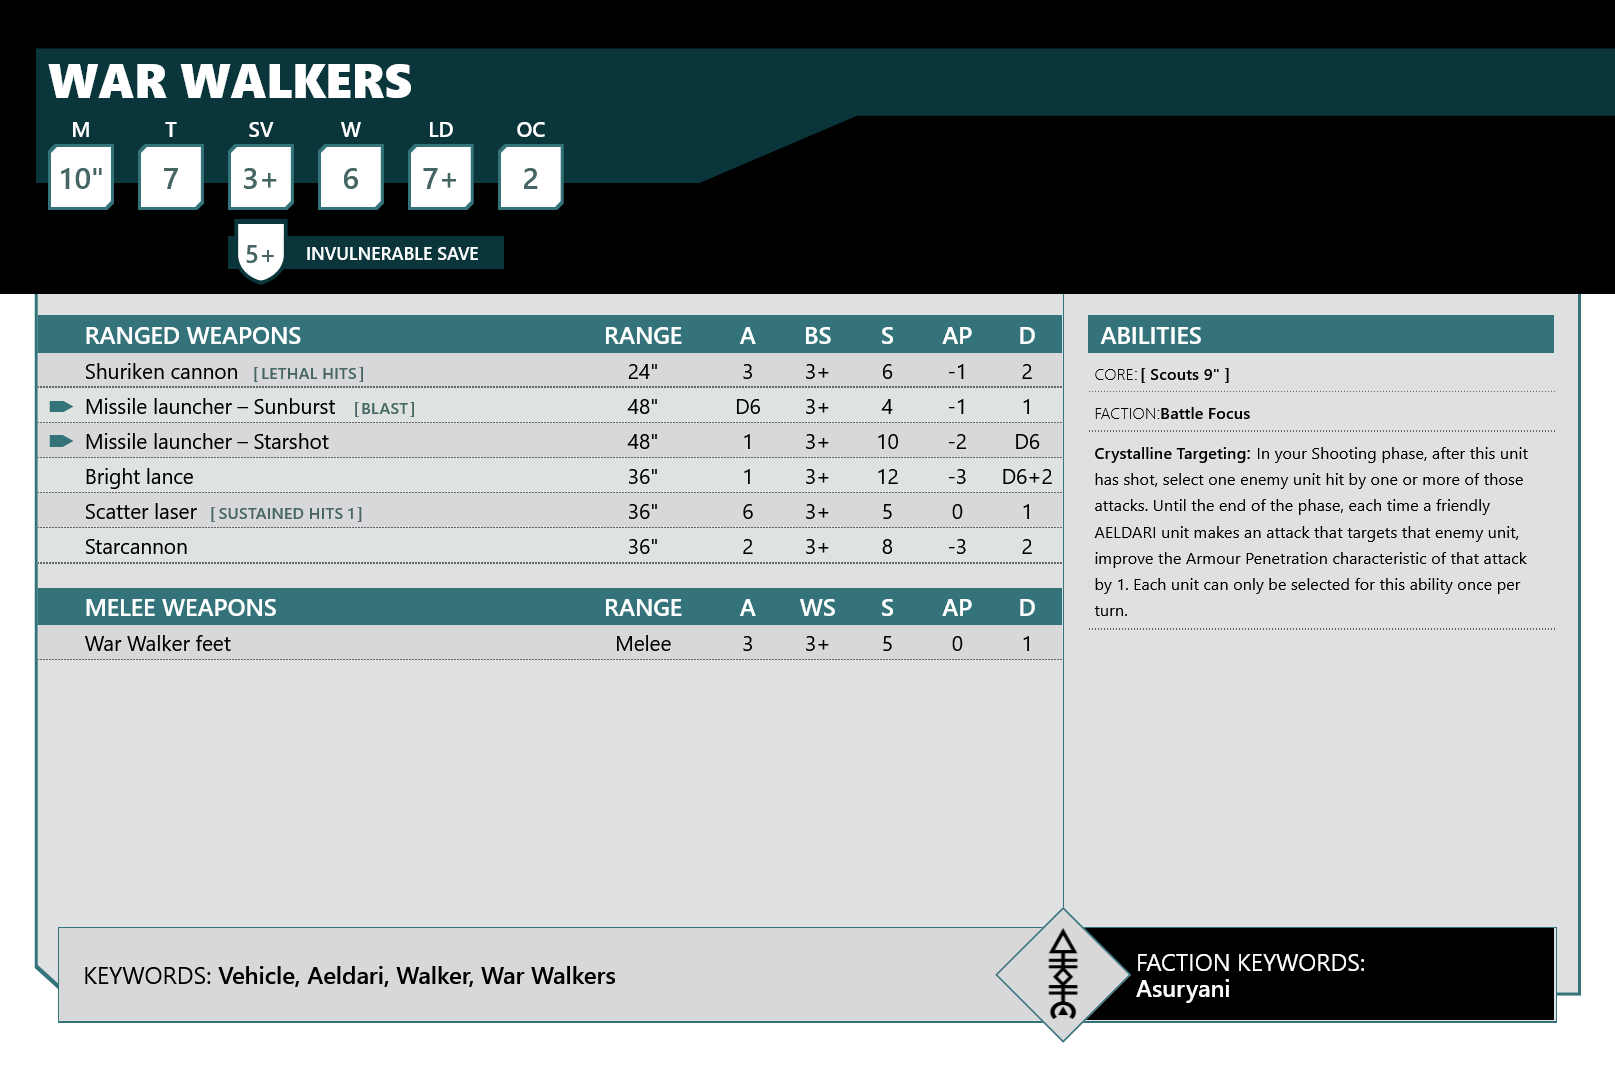 WAR WALKERS
M T SV W LD OC
10" 7 3+ 6 7+ 2
5+ INVULNERABLE SAVE
RANGED WEAPONS RANGE A BS S AP D
Shuriken cannon [LETHAL HITS] 24" 3 3+ 6 -1 2
Missile launcher – Sunburst [BLAST] 48" D6 3+ 4 -1 1
Missile launcher – Starshot 48" 1 3+ 10 -2 D6
Bright lance 36" 1 3+ 12 -3 D6+2
Scatter laser [SUSTAINED HITS 1] 36" 6 3+ 5 0 1
Starcannon 36" 2 3+ 8 -3 2
MELEE WEAPONS RANGE A WS S AP D
War Walker feet Melee 3 3+ 5 0 1
ABILITIES
CORE: [ Scouts 9" ]
FACTION: Battle Focus
Crystalline Targeting: In your Shooting phase, after this unit
has shot, select one enemy unit hit by one or more of those
attacks. Until the end of the phase, each time a friendly
AELDARI unit makes an attack that targets that enemy unit,
improve the Armour Penetration characteristic of that attack
by 1. Each unit can only be selected for this ability once per
turn.
KEYWORDS: Vehicle, Aeldari, Walker, War Walkers
FACTION KEYWORDS:
Asuryani